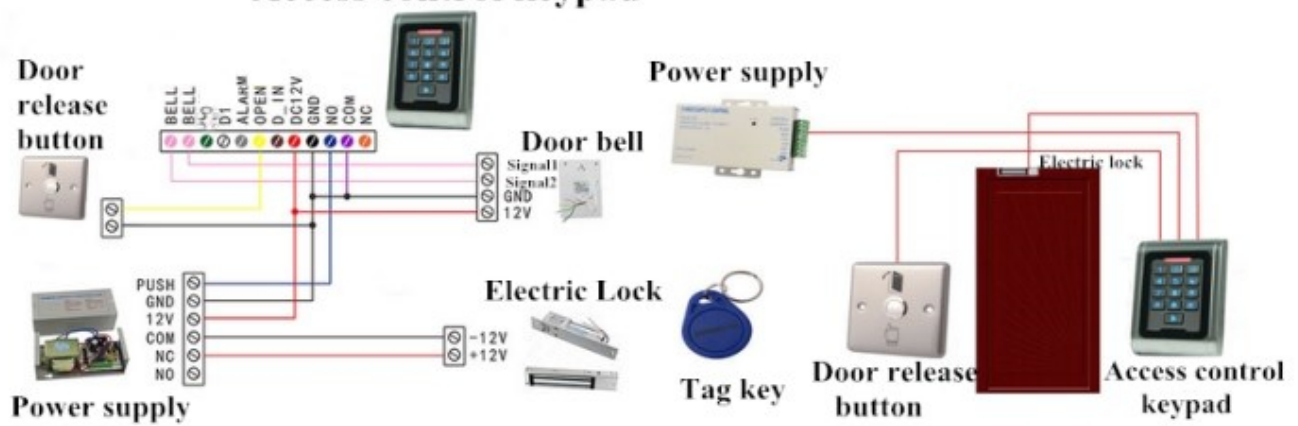 Door
release
button
BELL
BELL
D1
ALARM
OPEN
D_IN
DC12V
GND
NO
COM
NC
Door bell
Signal1
Signal2
GND
12V
PUSH
GND
12V
COM
NC
NO
Power supply
Electric Lock
-12V
+12V
Power supply
Electric lock
Tag key
Door release
button
Access control
keypad